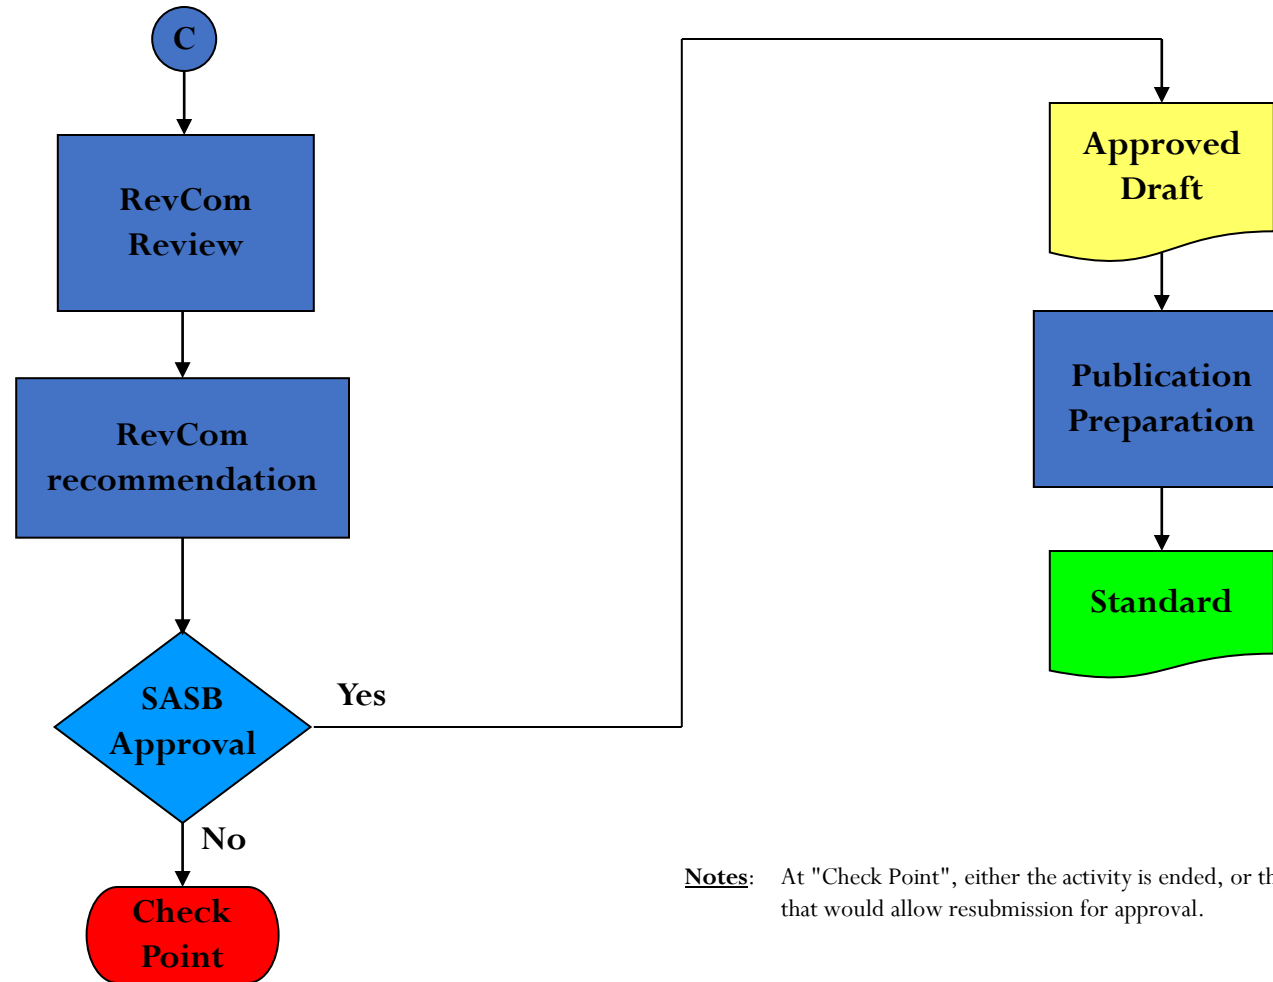 C
RevCom
Review
RevCom
recommendation
SASB
Approval
Yes
No
Check
Point
Approved
Draft
Publication
Preparation
Standard
Notes: At "Check Point", either the activity is ended, or
that would allow resubmission for approval.